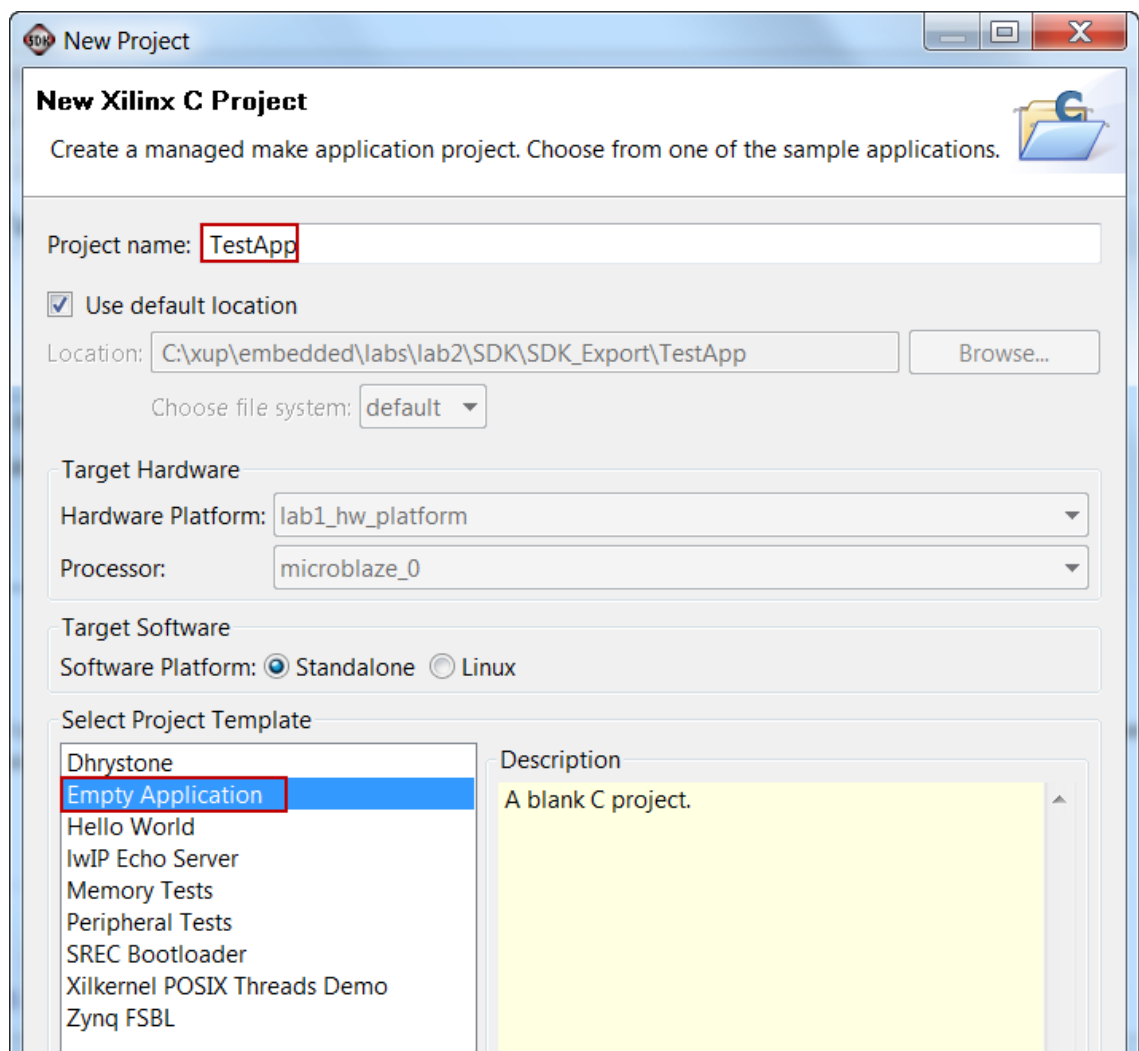 SDK New Project
New Xilinx C Project
Create a managed make application project. Choose from one of the sample applications.
Project name: TestApp
Use default location
Location: C:\xup\embedded\labs\lab2\SDK\SDK_Export\TestApp Browse...
Choose file system: default
Target Hardware
Hardware Platform: lab1_hw_platform
Processor: microblaze_0
Target Software
Software Platform: Standalone Linux
Select Project Template
Dhrystone
Empty Application
Hello World
lwIP Echo Server
Memory Tests
Peripheral Tests
SREC Bootloader
Xilkernel POSIX Threads Demo
Zynq FSBL
Description
A blank C project.